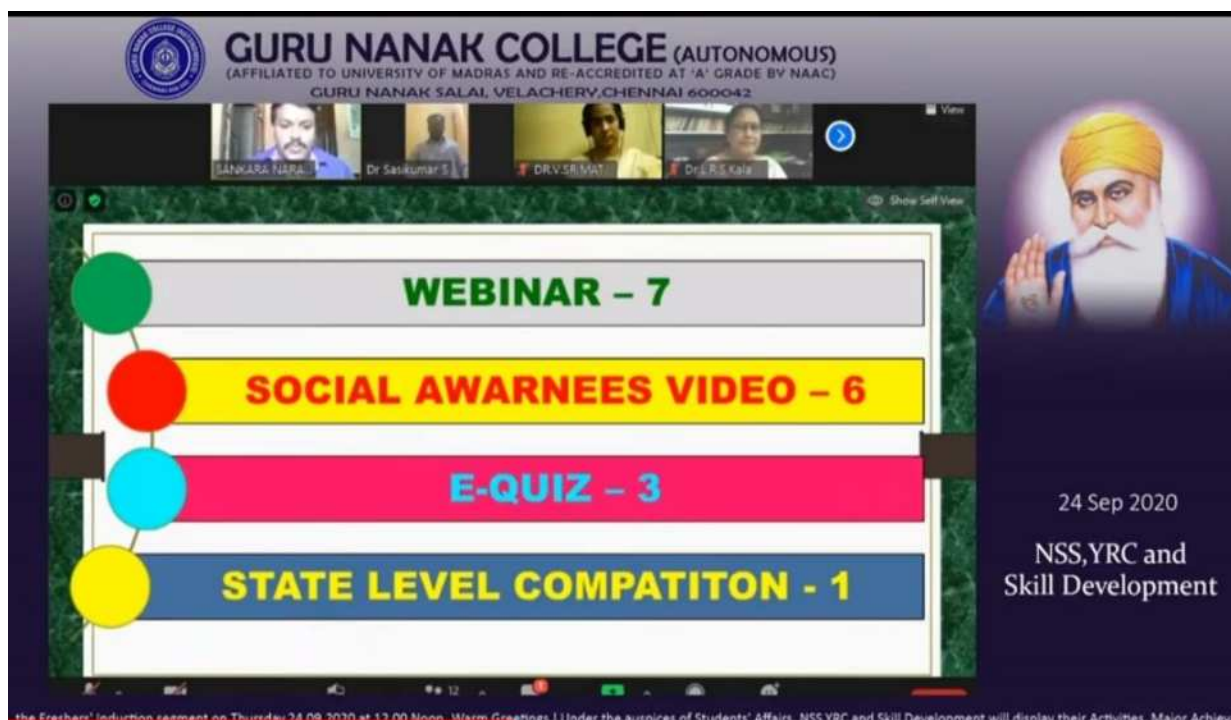 GURU NANAK COLLEGE (AUTONOMOUS)
(AFFILIATED TO UNIVERSITY OF MADRAS AND RE-ACCREDITED AT 'A' GRADE BY NAAC)
GURU NANAK SALAI, VELACHERY,CHENNAI 600042
View
SANKARA NARA...
Dr Sasikumar S
DR.V.SRIMAT...
Dr.L.R.S.Kala
Show Self View
WEBINAR – 7
SOCIAL AWARNEES VIDEO – 6
E-QUIZ – 3
STATE LEVEL COMPATITON - 1
24 Sep 2020
NSS,YRC and
Skill Development
12
1
the Freshers' Induction segment on Thursday 24.09.2020 at 12.00 Noon. Warm Greetings ! Under the auspices of Students' Affairs, NSS,YRC and Skill Development will display their Activities, Major